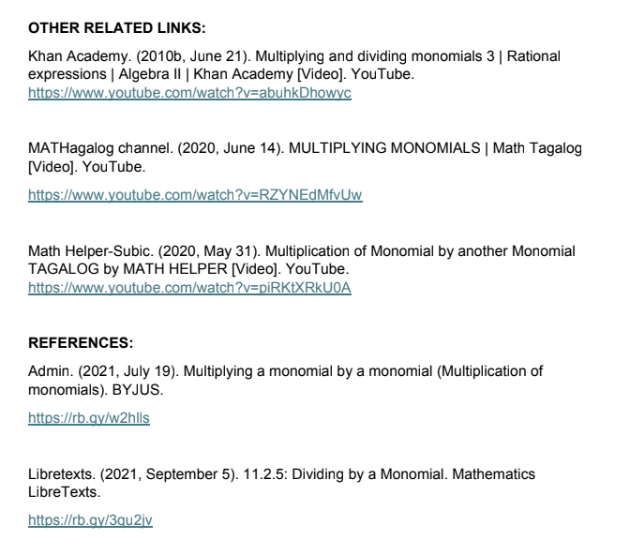 OTHER RELATED LINKS:
Khan Academy. (2010b, June 21). Multiplying and dividing monomials 3 | Rational
expressions | Algebra II | Khan Academy [Video]. YouTube.
https://www.youtube.com/watch?v=abuhkDhowyc
MATHagalog channel. (2020, June 14). MULTIPLYING MONOMIALS | Math Tagalog
[Video]. YouTube.
https://www.youtube.com/watch?v=RZYNEdMfvUw
Math Helper-Subic. (2020, May 31). Multiplication of Monomial by another Monomial
TAGALOG by MATH HELPER [Video]. YouTube.
https://www.youtube.com/watch?v=piRKtXRkU0A
REFERENCES:
Admin. (2021, July 19). Multiplying a monomial by a monomial (Multiplication of
monomials). BYJUS.
https://rb.gy/w2hlls
Libretexts. (2021, September 5). 11.2.5: Dividing by a Monomial. Mathematics
LibreTexts.
https://rb.gy/3qu2jv